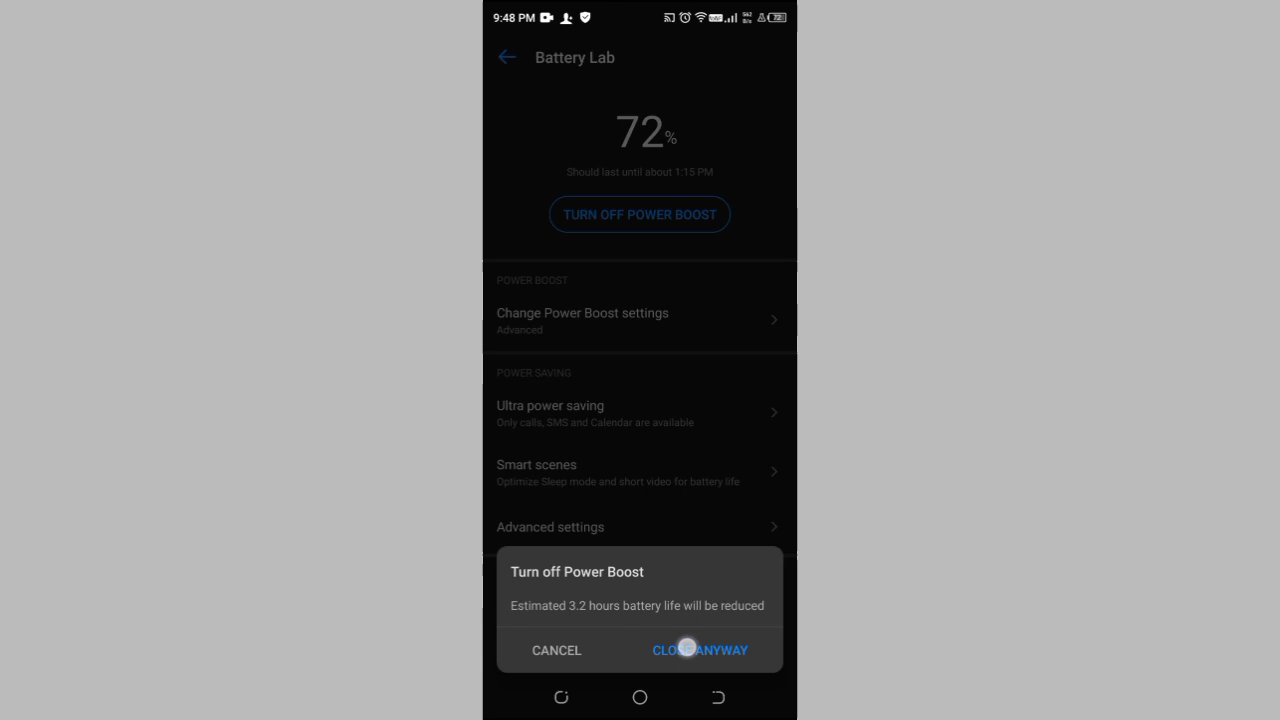 9:48 PM 562 B/s 72
Battery Lab
72%
Should last until about 1:15 PM
TURN OFF POWER BOOST
POWER BOOST
Change Power Boost settings
Advanced
POWER SAVING
Ultra power saving
Only calls, SMS and Calendar are available
Smart scenes
Optimize Sleep mode and short video for battery life
Advanced settings
Turn off Power Boost
Estimated 3.2 hours battery life will be reduced
CANCEL CLOSE ANYWAY